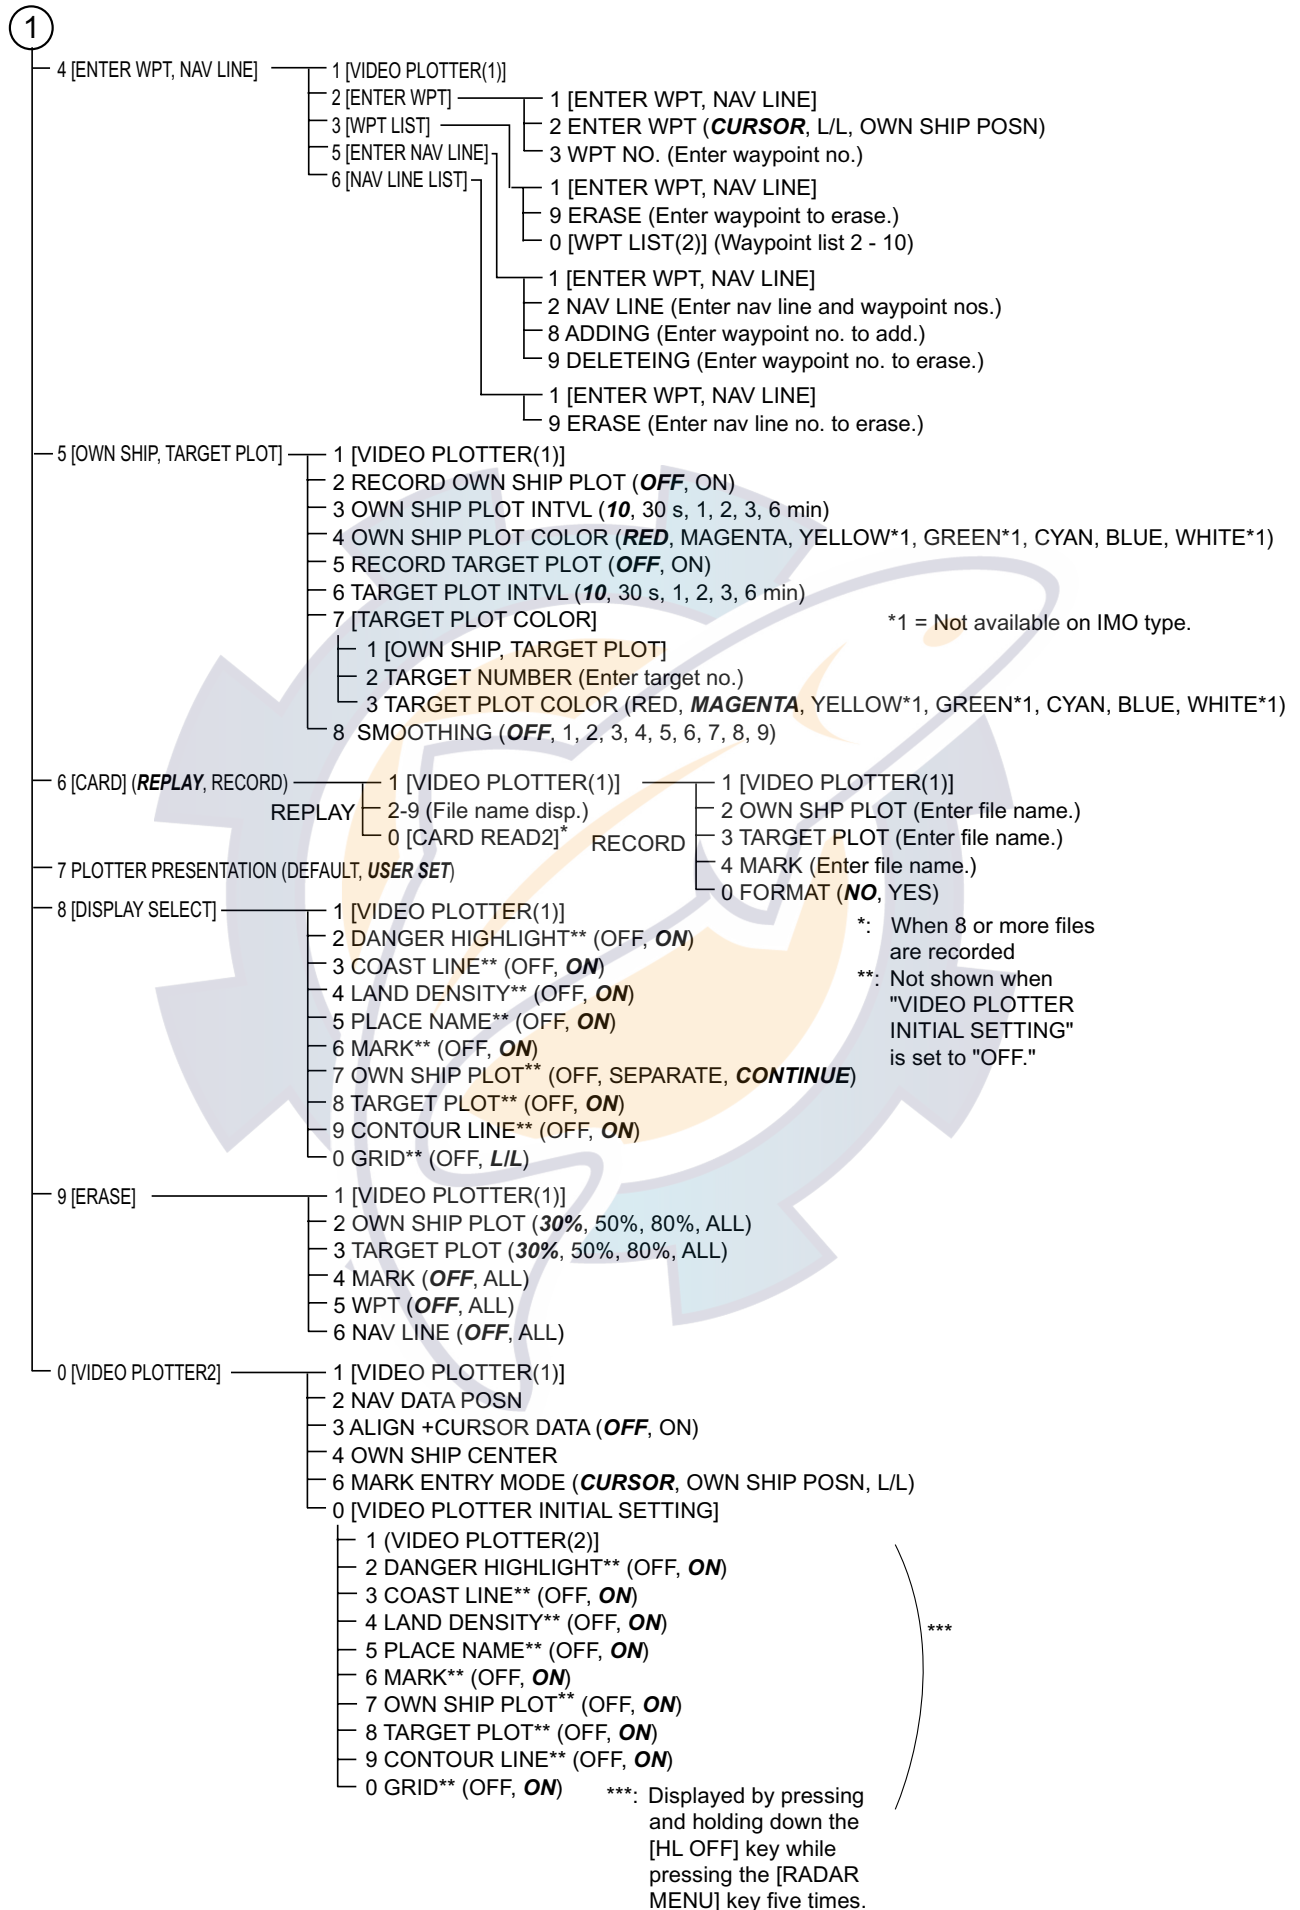 1
4 [ENTER WPT, NAV LINE]
1 [VIDEO PLOTTER(1)]
2 [ENTER WPT]
3 [WPT LIST]
5 [ENTER NAV LINE]
6 [NAV LINE LIST]
1 [ENTER WPT, NAV LINE]
2 ENTER WPT (CURSOR, L/L, OWN SHIP POSN)
3 WPT NO. (Enter waypoint no.)
1 [ENTER WPT, NAV LINE]
9 ERASE (Enter waypoint to erase.)
0 [WPT LIST(2)] (Waypoint list 2 - 10)
1 [ENTER WPT, NAV LINE]
2 NAV LINE (Enter nav line and waypoint nos.)
8 ADDING (Enter waypoint no. to add.)
9 DELETEING (Enter waypoint no. to erase.)
1 [ENTER WPT, NAV LINE]
9 ERASE (Enter nav line no. to erase.)
5 [OWN SHIP, TARGET PLOT]
1 [VIDEO PLOTTER(1)]
2 RECORD OWN SHIP PLOT (OFF, ON)
3 OWN SHIP PLOT INTVL (10, 30 s, 1, 2, 3, 6 min)
4 OWN SHIP PLOT COLOR (RED, MAGENTA, YELLOW*1, GREEN*1, CYAN, BLUE, WHITE*1)
5 RECORD TARGET PLOT (OFF, ON)
6 TARGET PLOT INTVL (10, 30 s, 1, 2, 3, 6 min)
7 [TARGET PLOT COLOR]
*1 = Not available on IMO type.
1 [OWN SHIP, TARGET PLOT]
2 TARGET NUMBER (Enter target no.)
3 TARGET PLOT COLOR (RED, MAGENTA, YELLOW*1, GREEN*1, CYAN, BLUE, WHITE*1)
8 SMOOTHING (OFF, 1, 2, 3, 4, 5, 6, 7, 8, 9)
6 [CARD] (REPLAY, RECORD)
REPLAY
1 [VIDEO PLOTTER(1)]
2-9 (File name disp.)
0 [CARD READ2]*
RECORD
1 [VIDEO PLOTTER(1)]
2 OWN SHP PLOT (Enter file name.)
3 TARGET PLOT (Enter file name.)
4 MARK (Enter file name.)
0 FORMAT (NO, YES)
7 PLOTTER PRESENTATION (DEFAULT, USER SET)
8 [DISPLAY SELECT]
1 [VIDEO PLOTTER(1)]
2 DANGER HIGHLIGHT** (OFF, ON)
3 COAST LINE** (OFF, ON)
4 LAND DENSITY** (OFF, ON)
5 PLACE NAME** (OFF, ON)
6 MARK** (OFF, ON)
7 OWN SHIP PLOT** (OFF, SEPARATE, CONTINUE)
8 TARGET PLOT** (OFF, ON)
9 CONTOUR LINE** (OFF, ON)
0 GRID** (OFF, L/L)
*: When 8 or more files
are recorded
**: Not shown when
"VIDEO PLOTTER
INITIAL SETTING"
is set to "OFF."
9 [ERASE]
1 [VIDEO PLOTTER(1)]
2 OWN SHIP PLOT (30%, 50%, 80%, ALL)
3 TARGET PLOT (30%, 50%, 80%, ALL)
4 MARK (OFF, ALL)
5 WPT (OFF, ALL)
6 NAV LINE (OFF, ALL)
0 [VIDEO PLOTTER2]
1 [VIDEO PLOTTER(1)]
2 NAV DATA POSN
3 ALIGN +CURSOR DATA (OFF, ON)
4 OWN SHIP CENTER
6 MARK ENTRY MODE (CURSOR, OWN SHIP POSN, L/L)
0 [VIDEO PLOTTER INITIAL SETTING]
1 (VIDEO PLOTTER(2)]
2 DANGER HIGHLIGHT** (OFF, ON)
3 COAST LINE** (OFF, ON)
4 LAND DENSITY** (OFF, ON)
5 PLACE NAME** (OFF, ON)
6 MARK** (OFF, ON)
7 OWN SHIP PLOT** (OFF, ON)
8 TARGET PLOT** (OFF, ON)
9 CONTOUR LINE** (OFF, ON)
0 GRID** (OFF, ON)
***
***: Displayed by pressing
and holding down the
[HL OFF] key while
pressing the [RADAR
MENU] key five times.